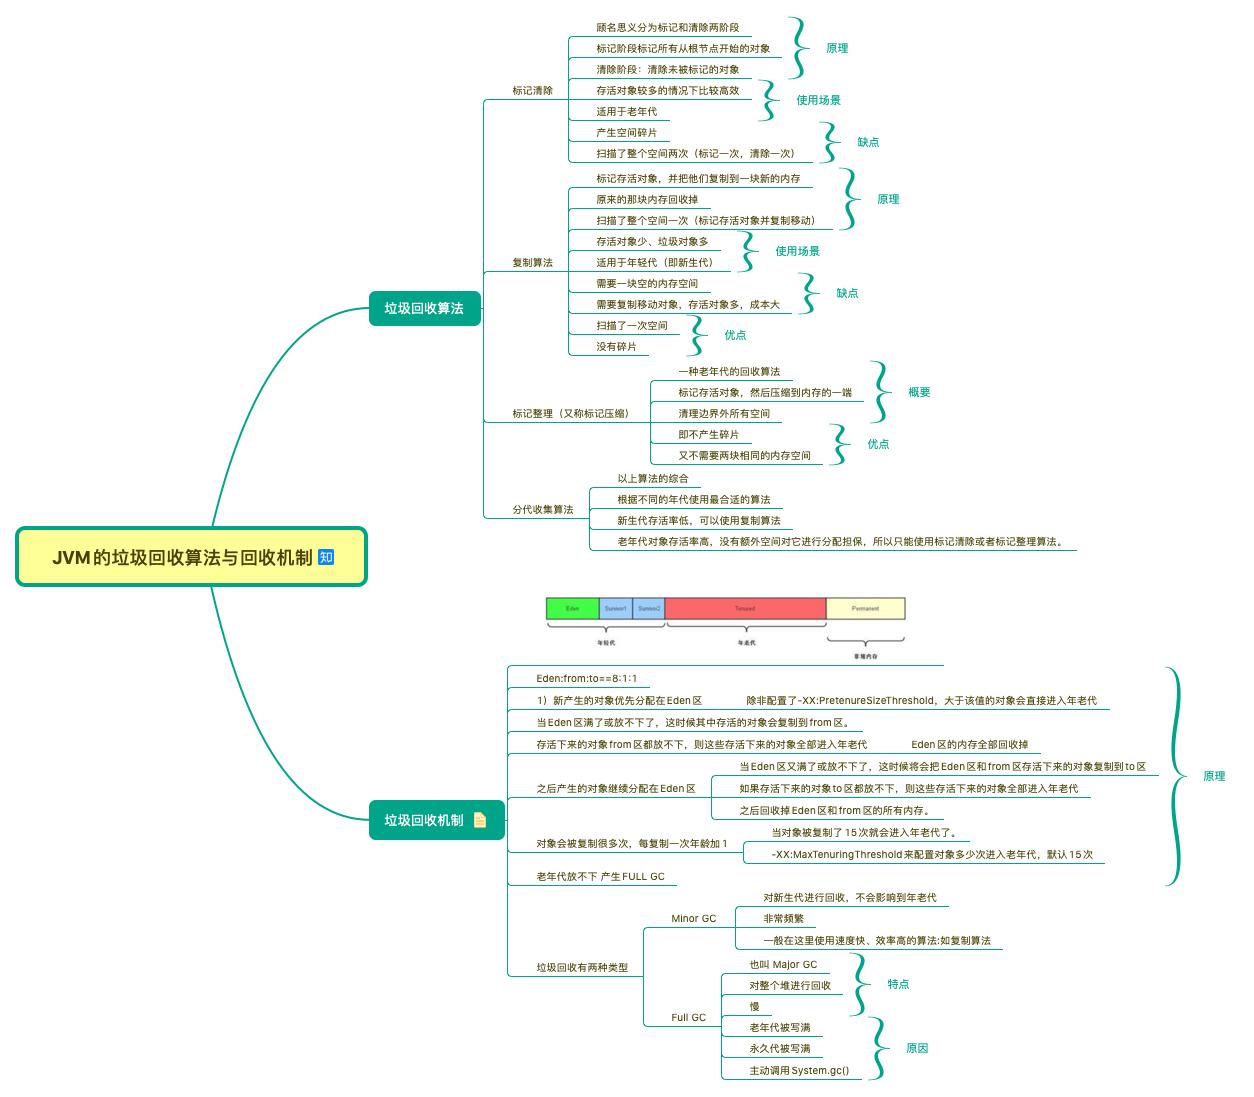 JVM的垃圾回收算法与回收机制 知
垃圾回收算法
标记清除
顾名思义分为标记和清除两阶段
标记阶段标记所有从根节点开始的对象
清除阶段：清除未被标记的对象
原理
存活对象较多的情况下比较高效
适用于老年代
使用场景
产生空间碎片
扫描了整个空间两次（标记一次，清除一次）
缺点
复制算法
标记存活对象，并把他们复制到一块新的内存
原来的那块内存回收掉
扫描了整个空间一次（标记存活对象并复制移动）
原理
存活对象少、垃圾对象多
适用于年轻代（即新生代）
使用场景
需要一块空的内存空间
需要复制移动对象，存活对象多，成本大
缺点
扫描了一次空间
没有碎片
优点
标记整理（又称标记压缩）
一种老年代的回收算法
标记存活对象，然后压缩到内存的一端
清理边界外所有空间
概要
即不产生碎片
又不需要两块相同的内存空间
优点
分代收集算法
以上算法的综合
根据不同的年代使用最合适的算法
新生代存活率低，可以使用复制算法
老年代对象存活率高，没有额外空间对它进行分配担保，所以只能使用标记清除或者标记整理算法。
垃圾回收机制
Eden
Survivor1
Survivor2
Tenured
Permanent
年轻代
年老代
非堆内存
Eden:from:to==8:1:1
1）新产生的对象优先分配在Eden区
除非配置了-XX:PretenureSizeThreshold，大于该值的对象会直接进入年老代
当Eden区满了或放不下了，这时候其中存活的对象会复制到from区。
存活下来的对象from区都放不下，则这些存活下来的对象全部进入年老代
Eden区的内存全部回收掉
之后产生的对象继续分配在Eden区
当Eden区又满了或放不下了，这时候将会把Eden区和from区存活下来的对象复制到to区
如果存活下来的对象to区都放不下，则这些存活下来的对象全部进入年老代
之后回收掉Eden区和from区的所有内存。
对象会被复制很多次，每复制一次年龄加1
当对象被复制了15次就会进入年老代了。
-XX:MaxTenuringThreshold来配置对象多少次进入老年代，默认15次
老年代放不下 产生FULL GC
原理
垃圾回收有两种类型
Minor GC
对新生代进行回收，不会影响到年老代
非常频繁
一般在这里使用速度快、效率高的算法:如复制算法
Full GC
也叫 Major GC
对整个堆进行回收
慢
特点
老年代被写满
永久代被写满
主动调用System.gc()
原因